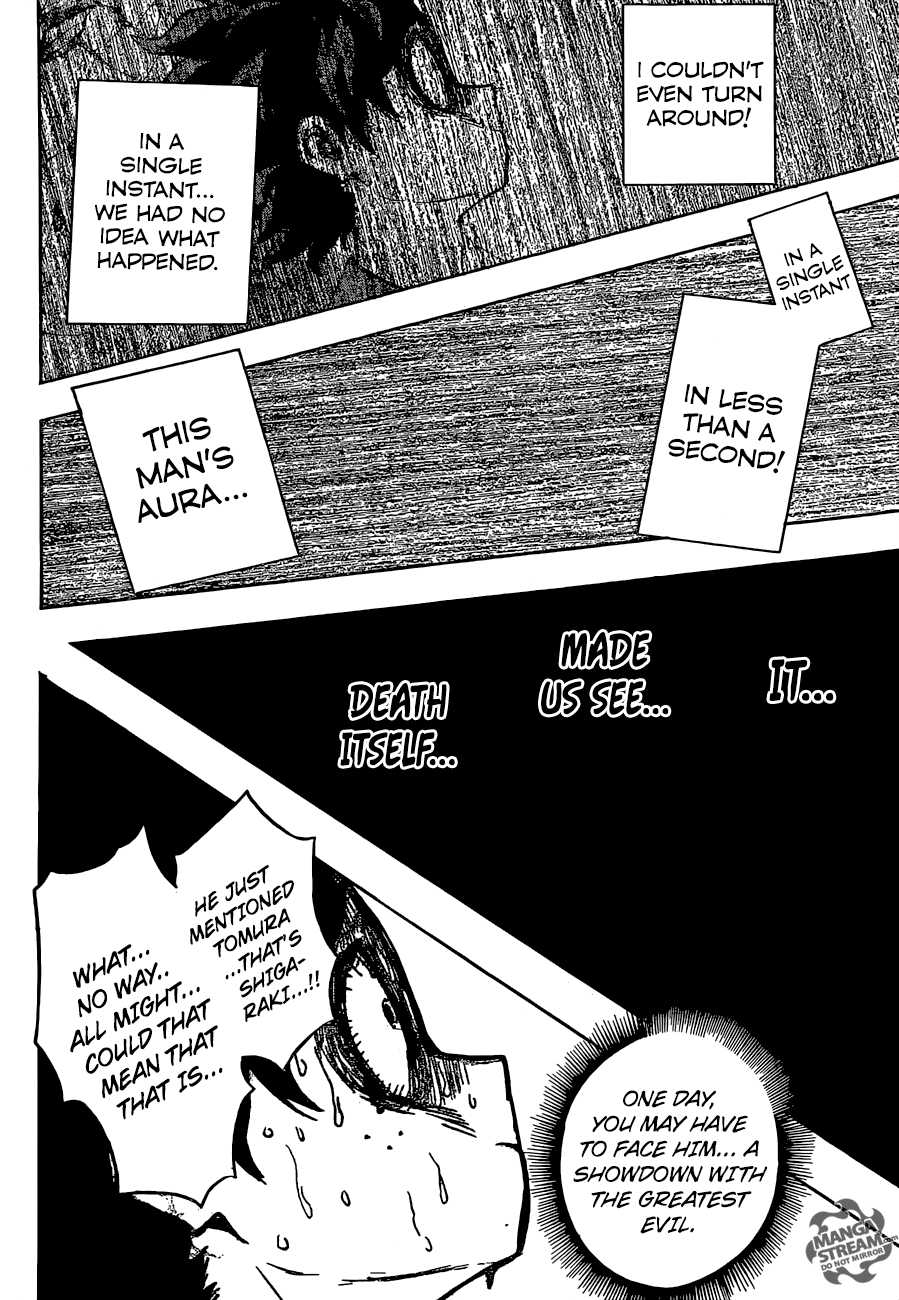 I COULDN'T
EVEN TURN
AROUND!
IN A
SINGLE
INSTANT...
WE HAD NO
IDEA WHAT
HAPPENED.
IN A
SINGLE
INSTANT
IN LESS
THAN A
SECOND!
THIS
MAN'S
AURA...
IT...
MADE
US SEE...
DEATH
ITSELF...
HE JUST
MENTIONED
TOMURA
...THAT'S
SHIGA-
RAKI...!!
WHAT...
NO WAY..
ALL MIGHT...
COULD THAT
MEAN THAT
THAT IS...
ONE DAY,
YOU MAY HAVE
TO FACE HIM... A
SHOWDOWN WITH
THE GREATEST
EVIL.
MANGA
STREAM
DO NOT MIRROR